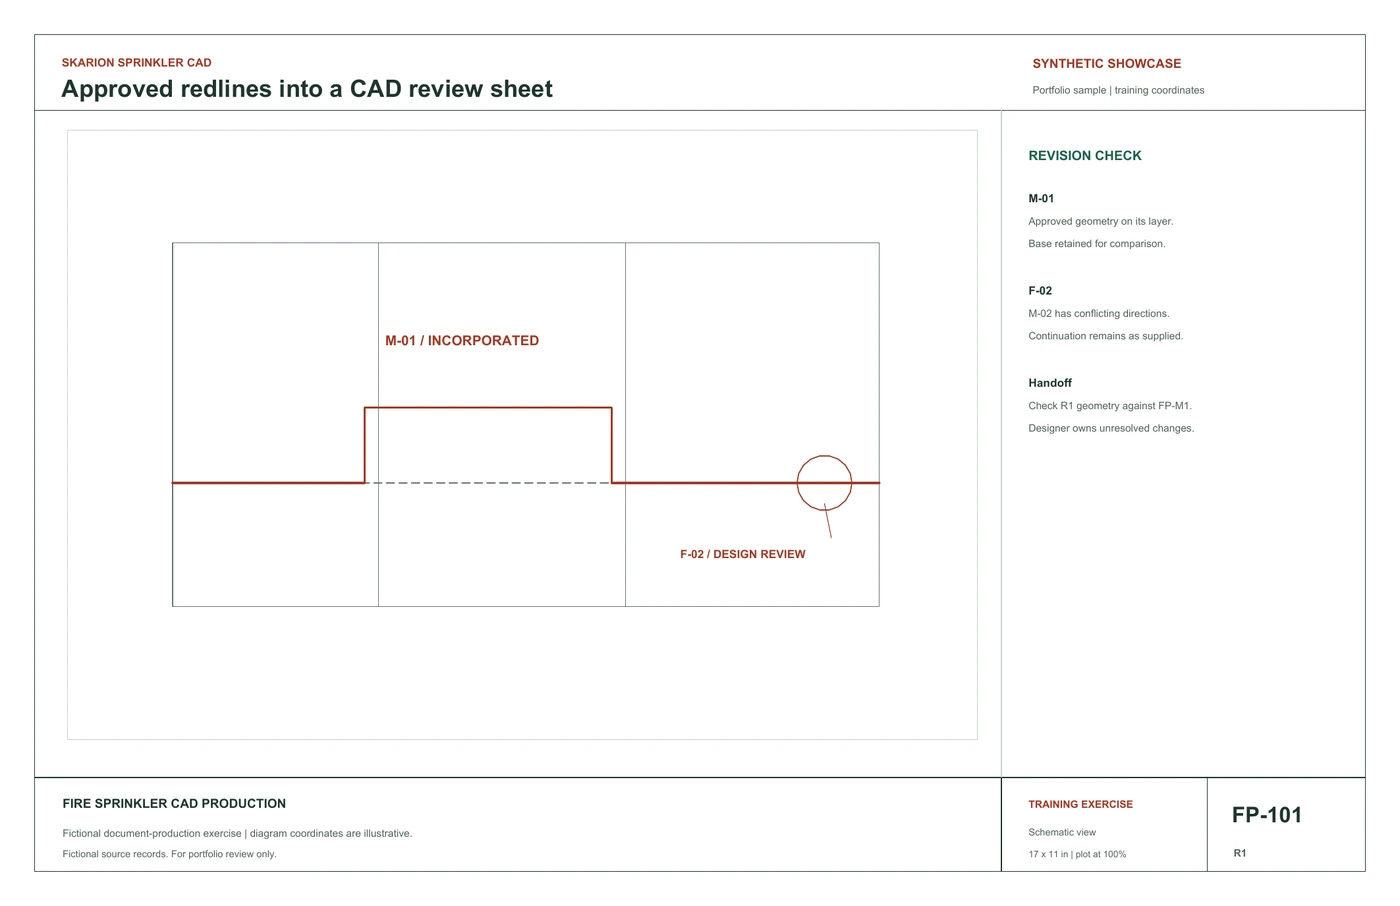 SKARION SPRINKLER CAD
Approved redlines into a CAD review sheet
SYNTHETIC SHOWCASE
Portfolio sample | training coordinates
M-01 / INCORPORATED
F-02 / DESIGN REVIEW
REVISION CHECK
M-01
Approved geometry on its layer.
Base retained for comparison.
F-02
M-02 has conflicting directions.
Continuation remains as supplied.
Handoff
Check R1 geometry against FP-M1.
Designer owns unresolved changes.
FIRE SPRINKLER CAD PRODUCTION
Fictional document-production exercise | diagram coordinates are illustrative.
Fictional source records. For portfolio review only.
TRAINING EXERCISE
Schematic view
17 x 11 in | plot at 100%
FP-101
R1